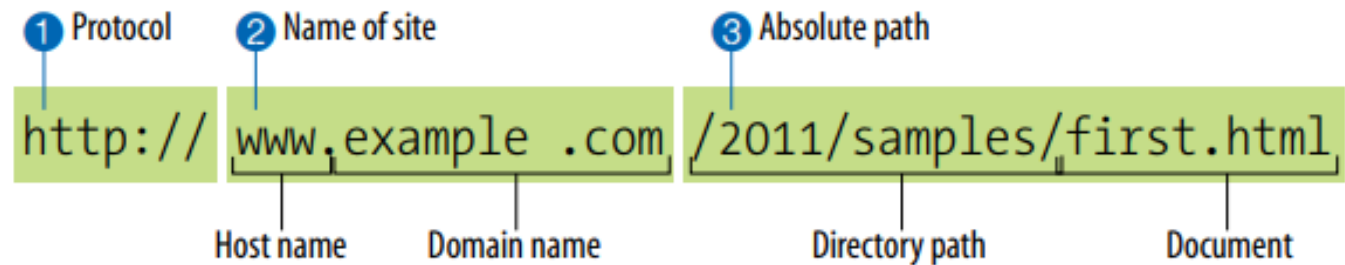 1 Protocol 2 Name of site 3 Absolute path
http:// www.example .com /2011/samples/first.html
Host name Domain name Directory path Document